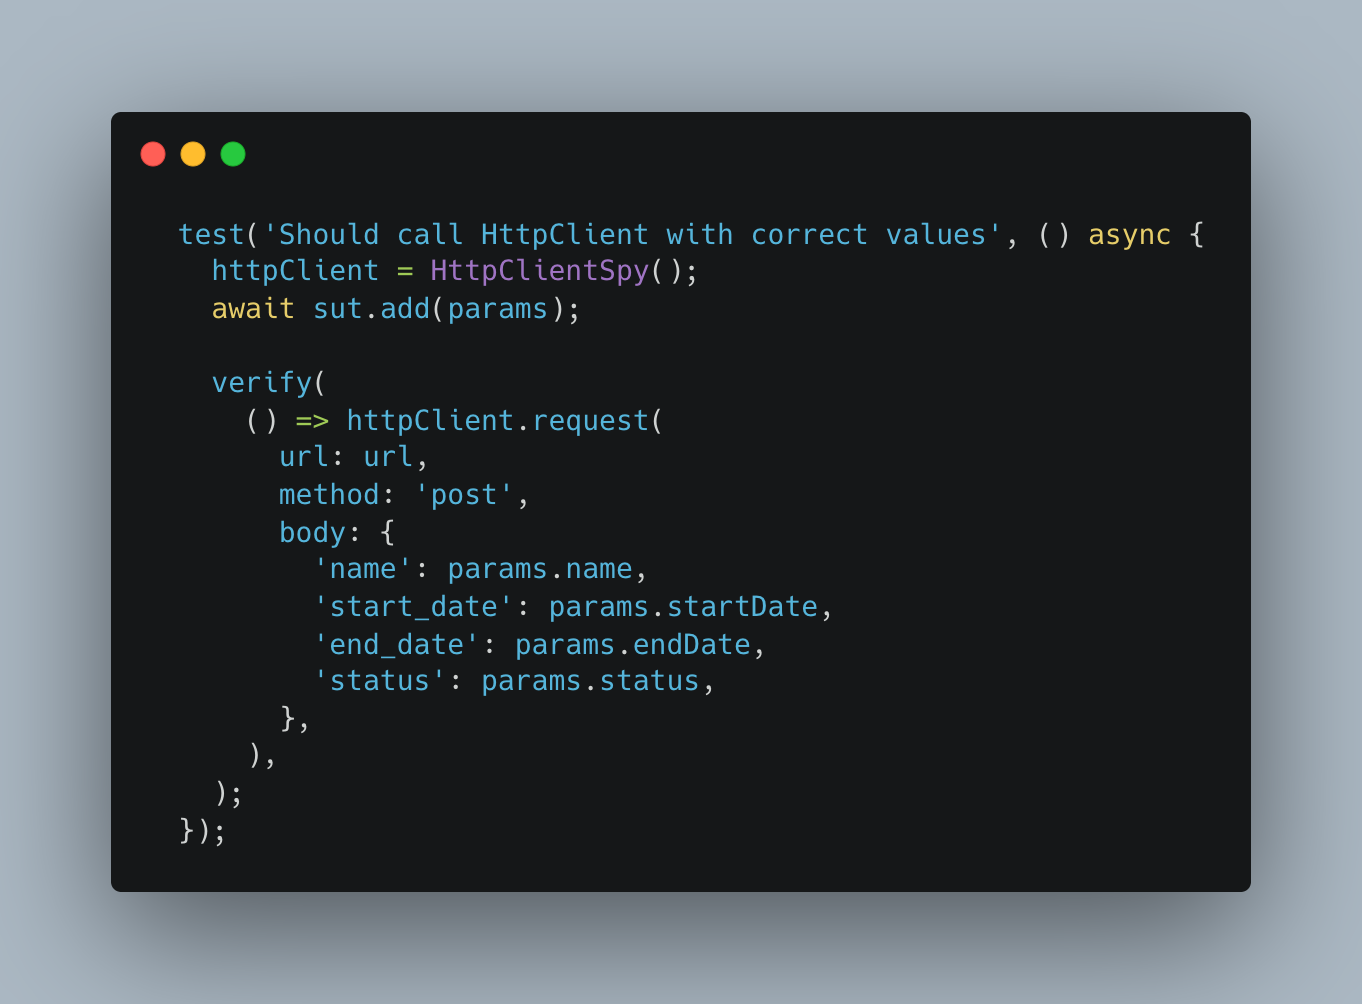 test('Should call HttpClient with correct values', () async {
  httpClient = HttpClientSpy();
  await sut.add(params);

  verify(
    () => httpClient.request(
      url: url,
      method: 'post',
      body: {
        'name': params.name,
        'start_date': params.startDate,
        'end_date': params.endDate,
        'status': params.status,
      },
    ),
  );
});